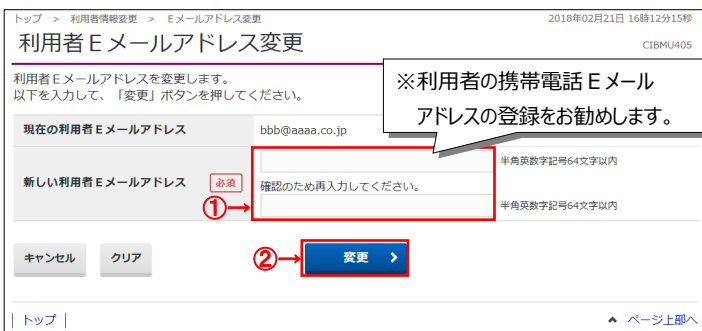 トップ > 利用者情報変更 > Eメールアドレス変更
2018年02月21日 16時12分15秒
利用者Eメールアドレス変更
CIBMU405
利用者Eメールアドレスを変更します。
以下を入力して、「変更」ボタンを押してください。
※利用者の携帯電話Eメール
アドレスの登録をお勧めします。
現在の利用者Eメールアドレス
bbb@aaaa.co.jp
半角英数字記号64文字以内
新しい利用者Eメールアドレス 必須 確認のため再入力してください。
①→
半角英数字記号64文字以内
キャンセル クリア ②→ 変更 >
| トップ |
ページ上部へ